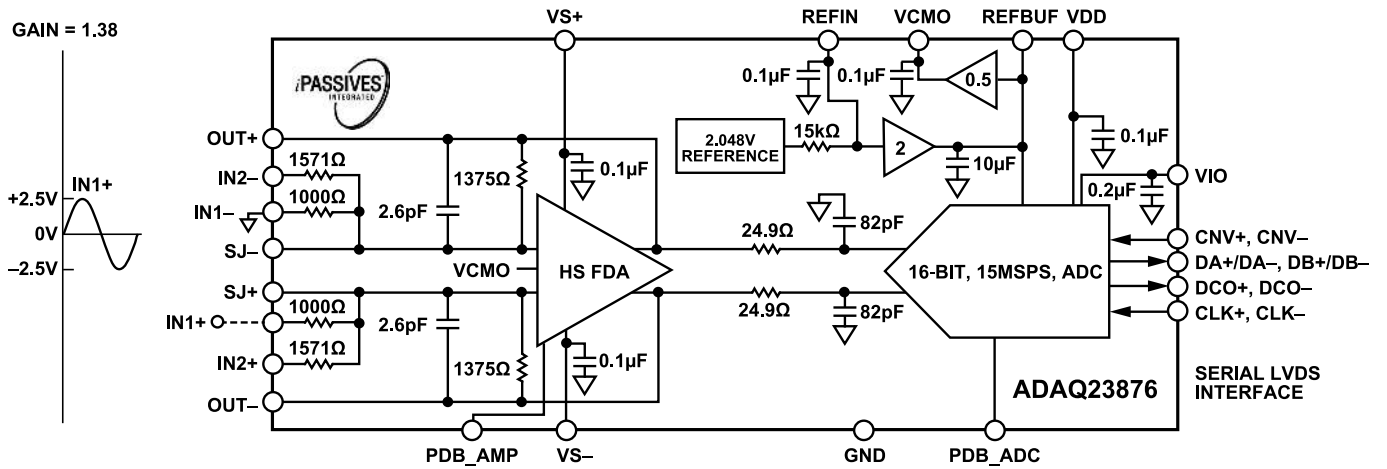 VS+
REFIN
VCMO
REFBUF
VDD
GAIN = 1.38
iPASSIVES
INTEGRATED
0.1µF
0.1µF
0.5
OUT+
1571Ω
IN2–
1000Ω
IN1–
SJ–
2.6pF
1375Ω
0.1µF
2.048V
REFERENCE
15kΩ
2
10µF
0.1µF
0.2µF
VIO
IN1+
+2.5V
0V
–2.5V
24.9Ω
82pF
VCMO
HS FDA
16-BIT, 15MSPS, ADC
CNV+, CNV–
DA+/DA–, DB+/DB–
DCO+, DCO–
CLK+, CLK–
SJ+
1000Ω
IN1+
1571Ω
IN2+
2.6pF
1375Ω
0.1µF
24.9Ω
82pF
OUT–
ADAQ23876
SERIAL LVDS
INTERFACE
PDB_AMP
VS–
GND
PDB_ADC